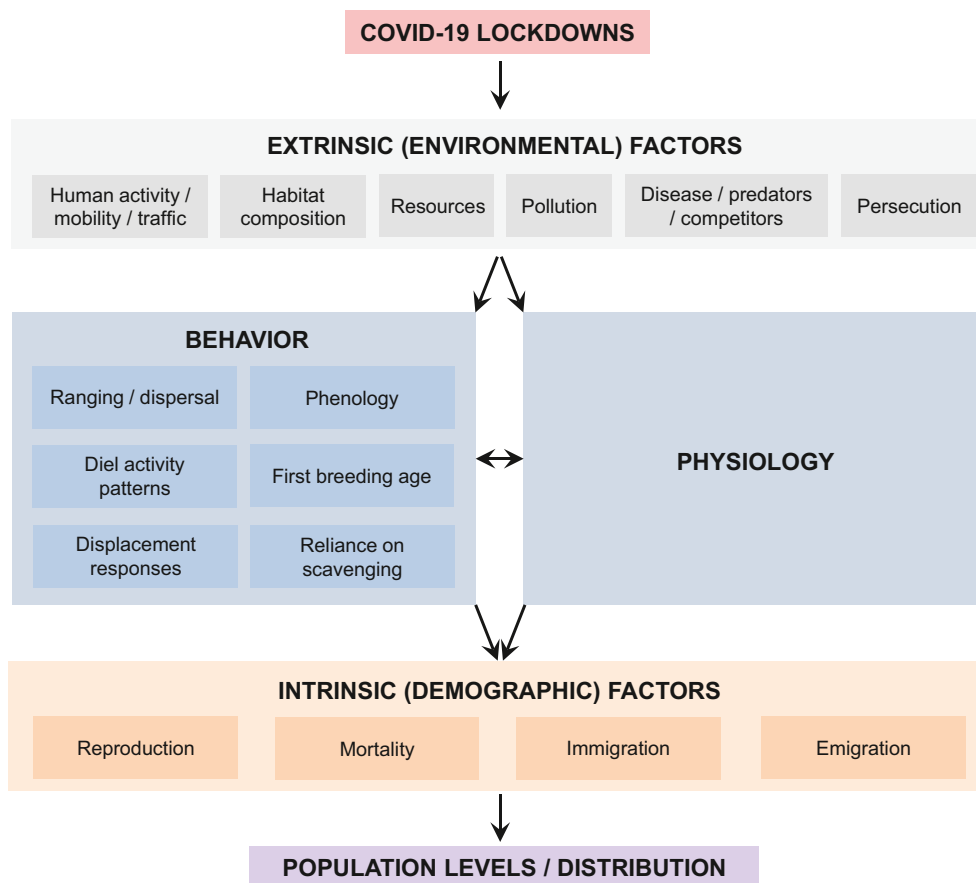 COVID-19 LOCKDOWNS
EXTRINSIC (ENVIRONMENTAL) FACTORS
Human activity /
mobility / traffic
Habitat
composition
Resources
Pollution
Disease / predators
/ competitors
Persecution
BEHAVIOR
Ranging / dispersal
Phenology
Diel activity
patterns
First breeding age
Displacement
responses
Reliance on
scavenging
PHYSIOLOGY
INTRINSIC (DEMOGRAPHIC) FACTORS
Reproduction
Mortality
Immigration
Emigration
POPULATION LEVELS / DISTRIBUTION